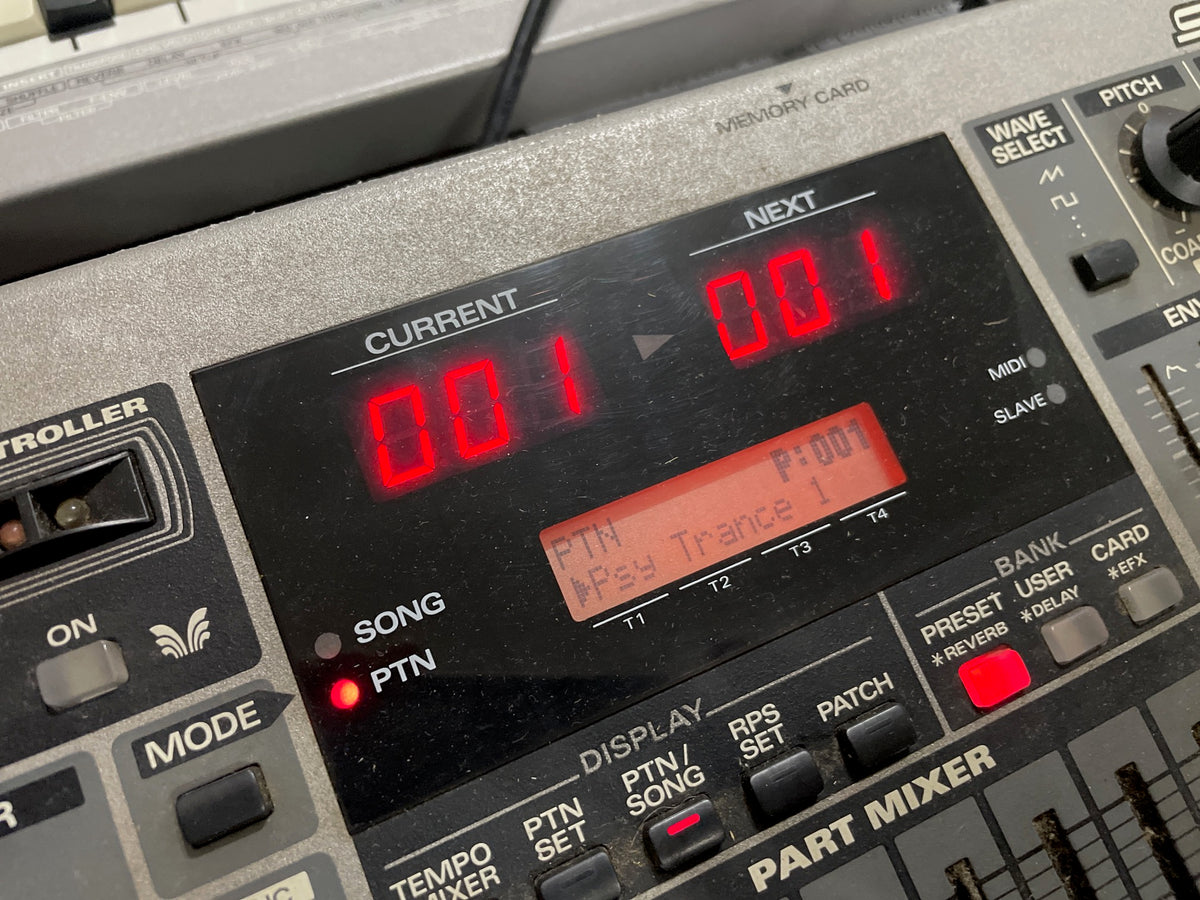 MEMORY CARD
PITCH
WAVE
SELECT
NEXT
001
CURRENT
001
MIDI
SLAVE
PTN P:001
Psy Trance 1
T1 T2 T3 T4
SONG
PTN
ON
MODE
BANK
PRESET USER CARD
*REVERB *DELAY *EFX
DISPLAY
TEMPO
MIXER
PTN
SET
PTN/
SONG
RPS
SET
PATCH
PART MIXER